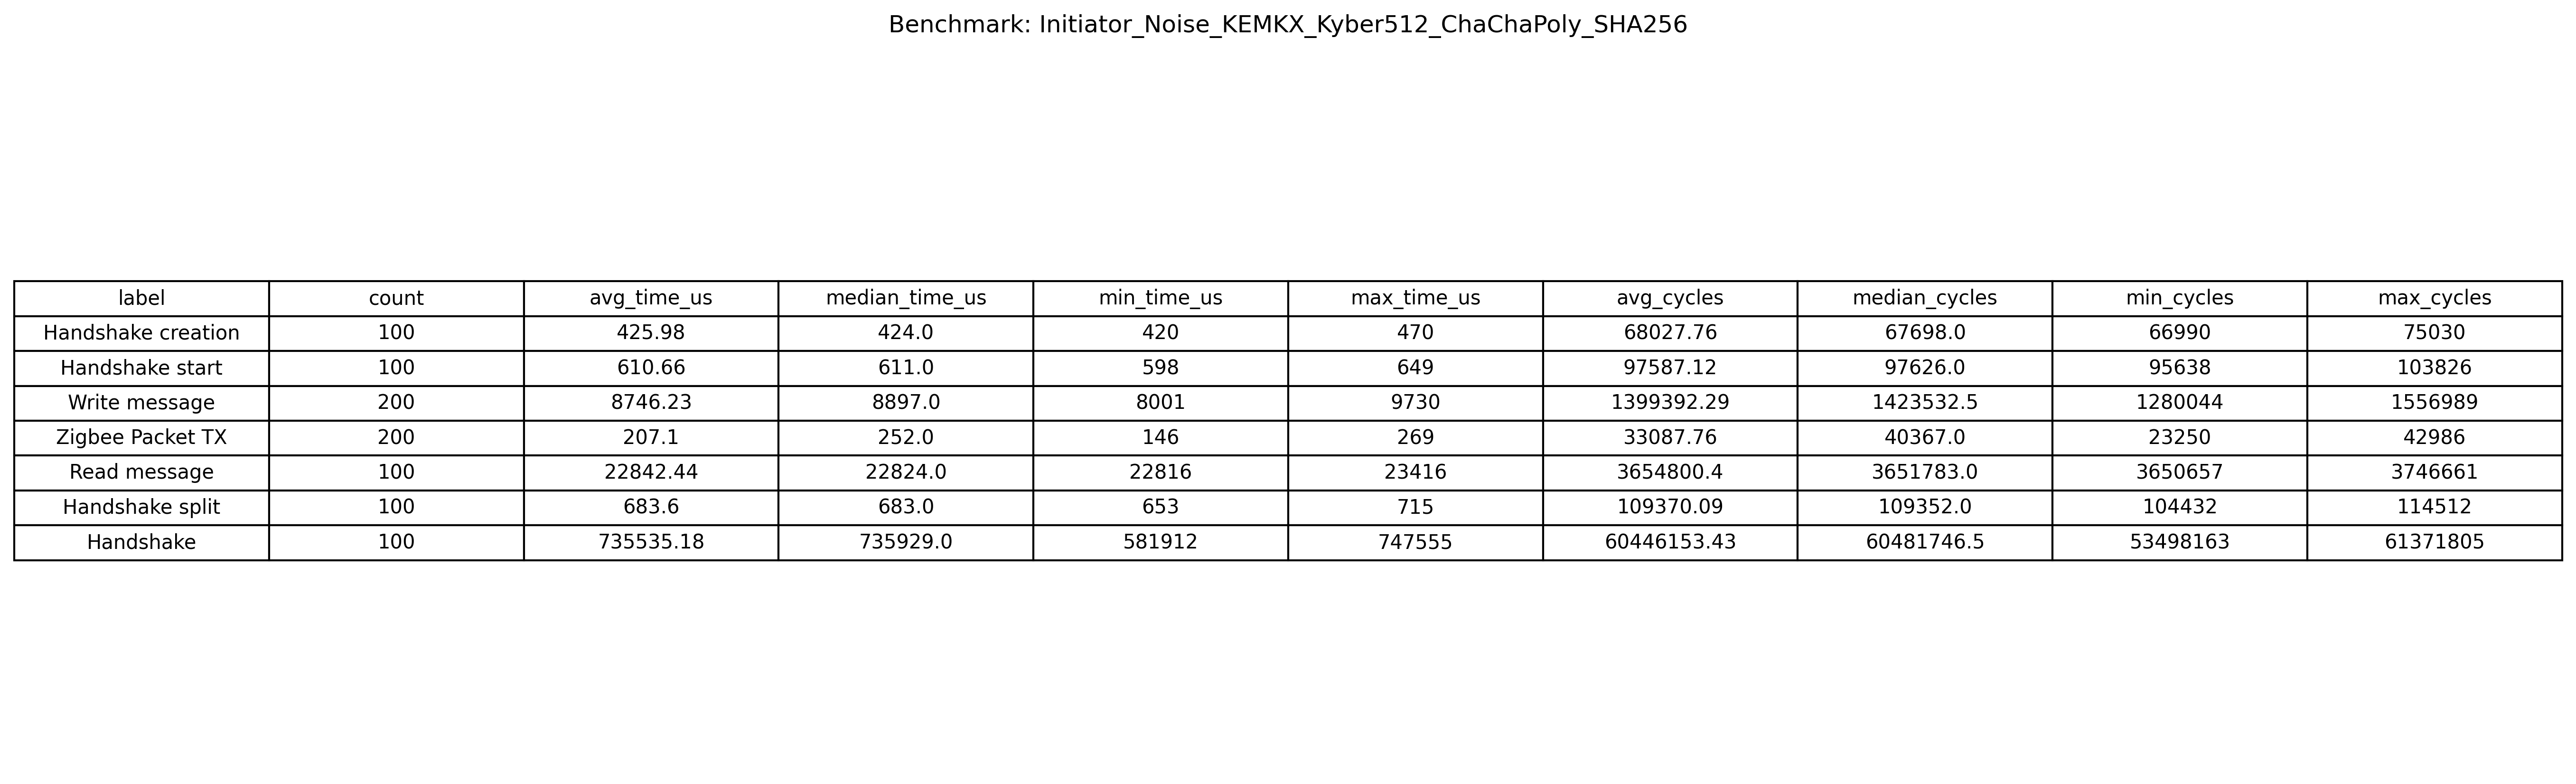 Benchmark: Initiator_Noise_KEMKX_Kyber512_ChaChaPoly_SHA256
label count avg_time_us median_time_us min_time_us max_time_us avg_cycles median_cycles min_cycles max_cycles
Handshake creation 100 425.98 424.0 420 470 68027.76 67698.0 66990 75030
Handshake start 100 610.66 611.0 598 649 97587.12 97626.0 95638 103826
Write message 200 8746.23 8897.0 8001 9730 1399392.29 1423532.5 1280044 1556989
Zigbee Packet TX 200 207.1 252.0 146 269 33087.76 40367.0 23250 42986
Read message 100 22842.44 22824.0 22816 23416 3654800.4 3651783.0 3650657 3746661
Handshake split 100 683.6 683.0 653 715 109370.09 109352.0 104432 114512
Handshake 100 735535.18 735929.0 581912 747555 60446153.43 60481746.5 53498163 61371805